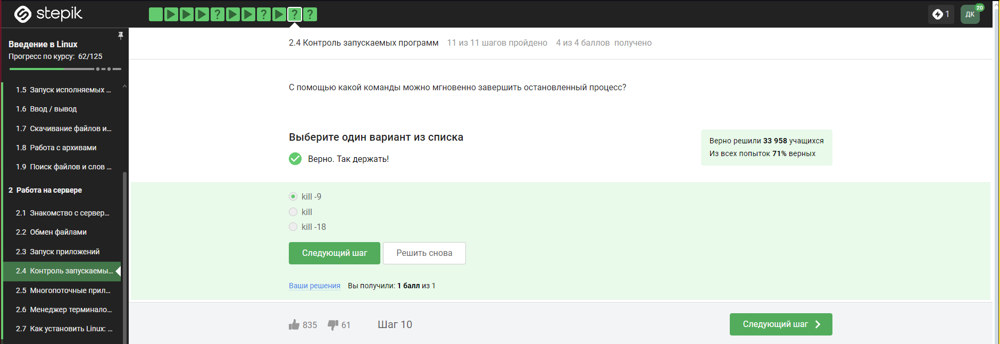 stepik
? ? ? ?
1
ДК
20
Введение в Linux
Прогресс по курсу: 62/125
1.5 Запуск исполняемых ...
1.6 Ввод / вывод
1.7 Скачивание файлов и...
1.8 Работа с архивами
1.9 Поиск файлов и слов ...
2 Работа на сервере
2.1 Знакомство с сервер...
2.2 Обмен файлами
2.3 Запуск приложений
2.4 Контроль запускаемы...
2.5 Многопоточные прил...
2.6 Менеджер терминало...
2.7 Как установить Linux: ...
2.4 Контроль запускаемых программ 11 из 11 шагов пройдено 4 из 4 баллов получено
С помощью какой команды можно мгновенно завершить остановленный процесс?
Выберите один вариант из списка
Верно. Так держать!
Верно решили 33 958 учащихся
Из всех попыток 71% верных
kill -9
kill
kill -18
Следующий шаг
Решить снова
Ваши решения Вы получили: 1 балл из 1
835 61 Шаг 10
Следующий шаг